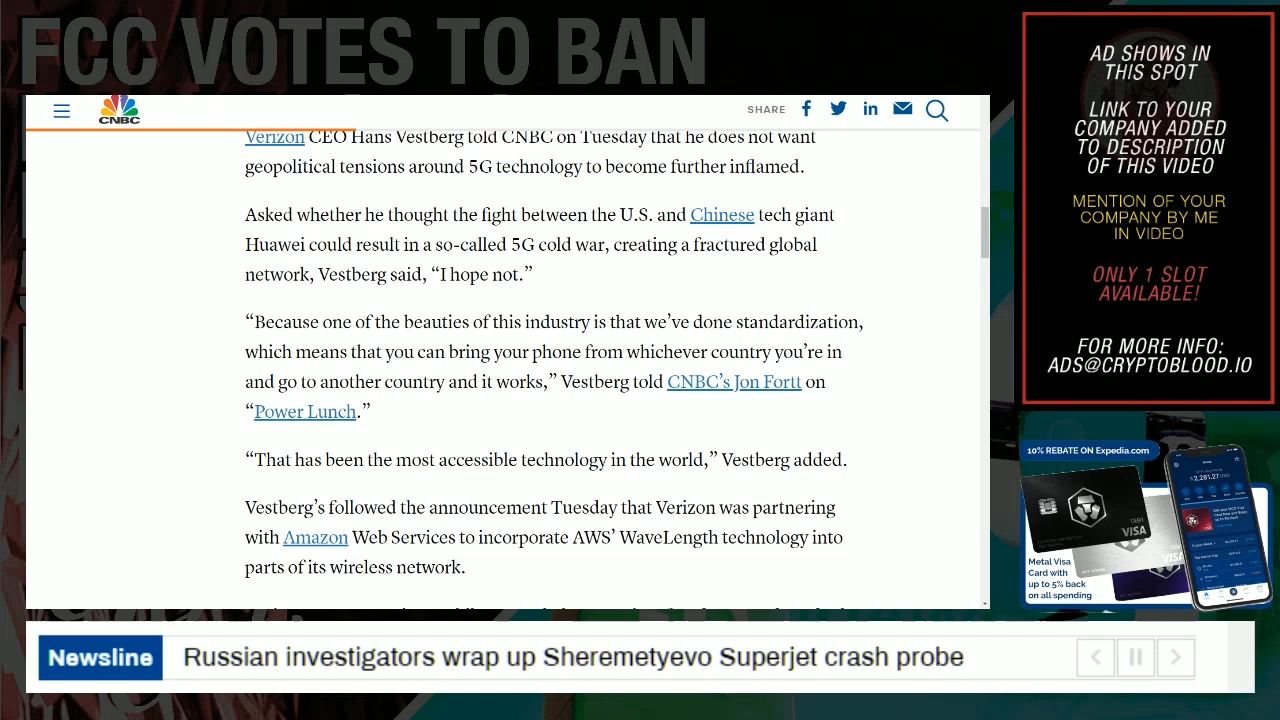 FCC VOTES TO BAN
CNBC
SHARE
Verizon CEO Hans Vestberg told CNBC on Tuesday that he does not want
geopolitical tensions around 5G technology to become further inflamed.
Asked whether he thought the fight between the U.S. and Chinese tech giant
Huawei could result in a so-called 5G cold war, creating a fractured global
network, Vestberg said, “I hope not.”
“Because one of the beauties of this industry is that we’ve done standardization,
which means that you can bring your phone from whichever country you’re in
and go to another country and it works,” Vestberg told CNBC’s Jon Fortt on
“Power Lunch.”
“That has been the most accessible technology in the world,” Vestberg added.
Vestberg’s followed the announcement Tuesday that Verizon was partnering
with Amazon Web Services to incorporate AWS’ WaveLength technology into
parts of its wireless network.
AD SHOWS IN
THIS SPOT
LINK TO YOUR
COMPANY ADDED
TO DESCRIPTION
OF THIS VIDEO
MENTION OF YOUR
COMPANY BY ME
IN VIDEO
ONLY 1 SLOT
AVAILABLE!
FOR MORE INFO:
ADS@CRYPTOBLOOD.IO
10% REBATE ON Expedia.com
DEBIT
VISA
VISA
Metal Visa
Card with
up to 5% back
on all spending
Newsline
Russian investigators wrap up Sheremetyevo Superjet crash probe